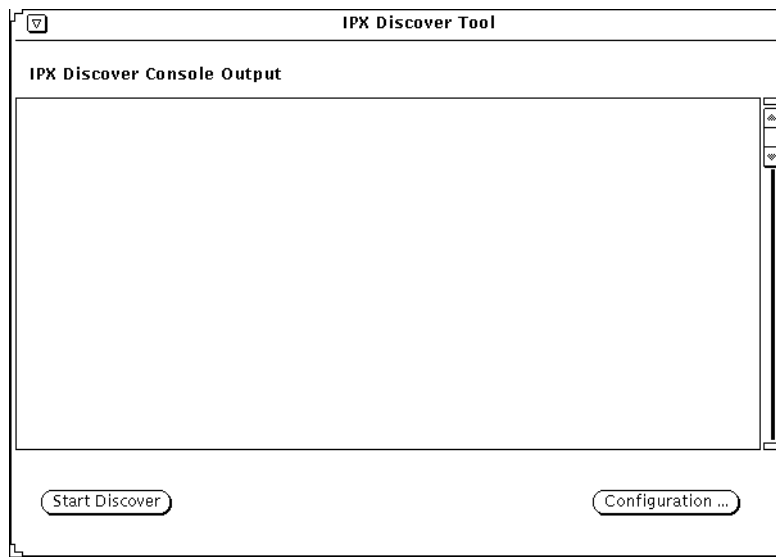 IPX Discover Tool
IPX Discover Console Output
Start Discover
Configuration ...